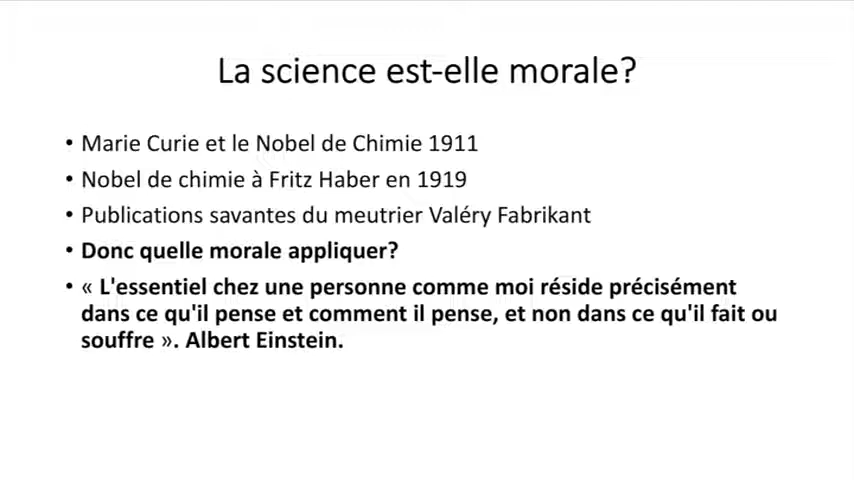 La science est-elle morale?
• Marie Curie et le Nobel de Chimie 1911
• Nobel de chimie à Fritz Haber en 1919
• Publications savantes du meutrier Valéry Fabrikant
• Donc quelle morale appliquer?
• « L'essentiel chez une personne comme moi réside précisément
dans ce qu'il pense et comment il pense, et non dans ce qu'il fait ou
souffre ». Albert Einstein.